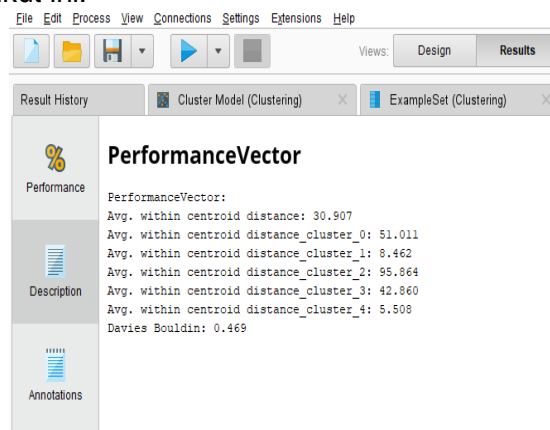 File Edit Process View Connections Settings Extensions Help
Views: Design Results
Result History Cluster Model (Clustering) ExampleSet (Clustering)
% 
Performance
Description
Annotations
PerformanceVector
PerformanceVector:
Avg. within centroid distance: 30.907
Avg. within centroid distance_cluster_0: 51.011
Avg. within centroid distance_cluster_1: 8.462
Avg. within centroid distance_cluster_2: 95.864
Avg. within centroid distance_cluster_3: 42.860
Avg. within centroid distance_cluster_4: 5.508
Davies Bouldin: 0.469